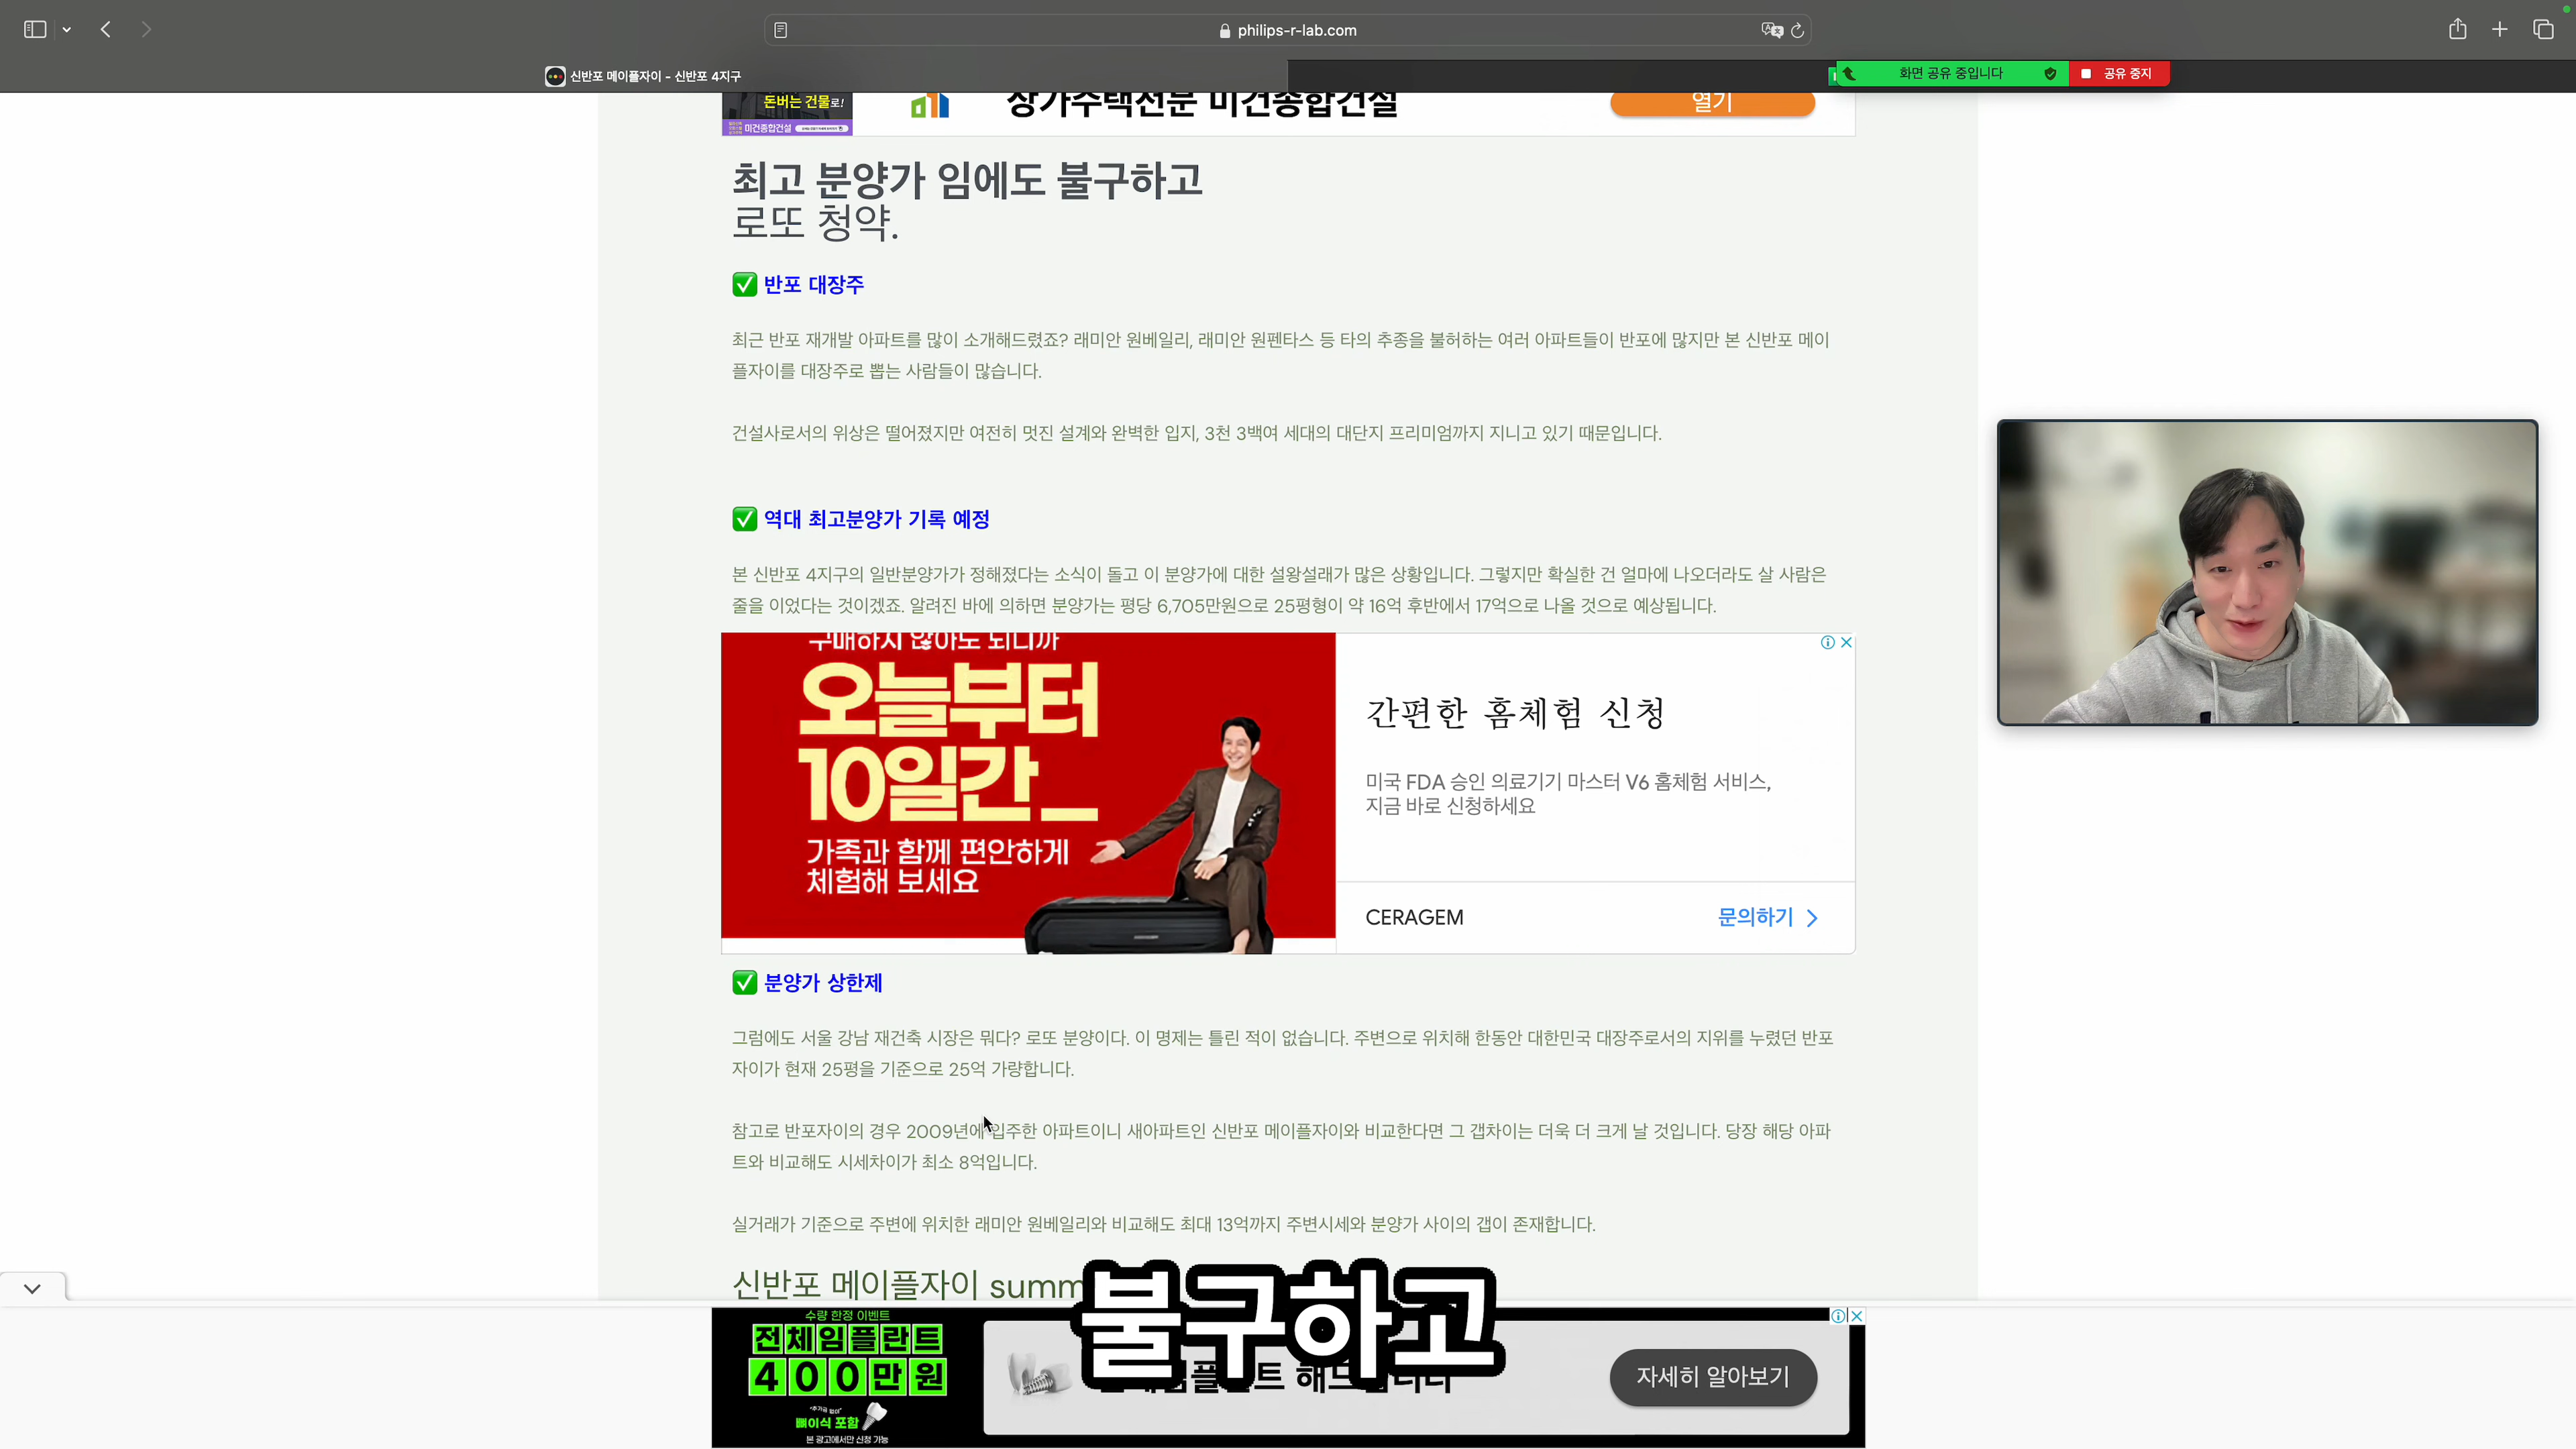 philips-r-lab.com
신반포 메이플자이 - 신반포 4지구
화면 공유 중입니다
공유 중지
돈버는 건물로!
미건종합건설
상가주택전문 미건종합건설
열기
최고 분양가 임에도 불구하고
로또 청약.
✅ 반포 대장주
최근 반포 재개발 아파트를 많이 소개해드렸죠? 래미안 원베일리, 래미안 원펜타스 등 타의 추종을 불허하는 여러 아파트들이 반포에 많지만 본 신반포 메이
플자이를 대장주로 뽑는 사람들이 많습니다.
건설사로서의 위상은 떨어졌지만 여전히 멋진 설계와 완벽한 입지, 3천 3백여 세대의 대단지 프리미엄까지 지니고 있기 때문입니다.
✅ 역대 최고분양가 기록 예정
본 신반포 4지구의 일반분양가가 정해졌다는 소식이 돌고 이 분양가에 대한 설왕설래가 많은 상황입니다. 그렇지만 확실한 건 얼마에 나오더라도 살 사람은
줄을 이었다는 것이겠죠. 알려진 바에 의하면 분양가는 평당 6,705만원으로 25평형이 약 16억 후반에서 17억으로 나올 것으로 예상됩니다.
구매하지 않아도 되니까
오늘부터
10일간_
가족과 함께 편안하게
체험해 보세요
간편한 홈체험 신청
미국 FDA 승인 의료기기 마스터 V6 홈체험 서비스,
지금 바로 신청하세요
CERAGEM
문의하기
✅ 분양가 상한제
그럼에도 서울 강남 재건축 시장은 뭐다? 로또 분양이다. 이 명제는 틀린 적이 없습니다. 주변으로 위치해 한동안 대한민국 대장주로서의 지위를 누렸던 반포
자이가 현재 25평을 기준으로 25억 가량합니다.
참고로 반포자이의 경우 2009년에 입주한 아파트이니 새아파트인 신반포 메이플자이와 비교한다면 그 갭차이는 더욱 더 크게 날 것입니다. 당장 해당 아파
트와 비교해도 시세차이가 최소 8억입니다.
실거래가 기준으로 주변에 위치한 래미안 원베일리와 비교해도 최대 13억까지 주변시세와 분양가 사이의 갭이 존재합니다.
신반포 메이플자이 summ
불구하고
수량 한정 이벤트
전체임플란트
400만원
뼈이식 포함
본 광고에서만 신청 가능
자세히 알아보기